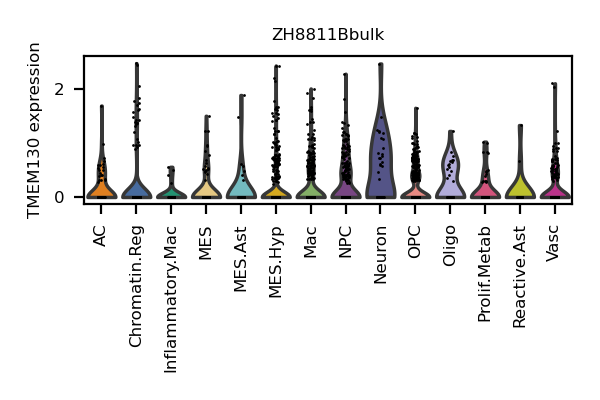 ZH8811Bbulk
TMEM130 expression
2
0
AC
Chromatin.Reg
Inflammatory.Mac
MES
MES.Ast
MES.Hyp
Mac
NPC
Neuron
OPC
Oligo
Prolif.Metab
Reactive.Ast
Vasc